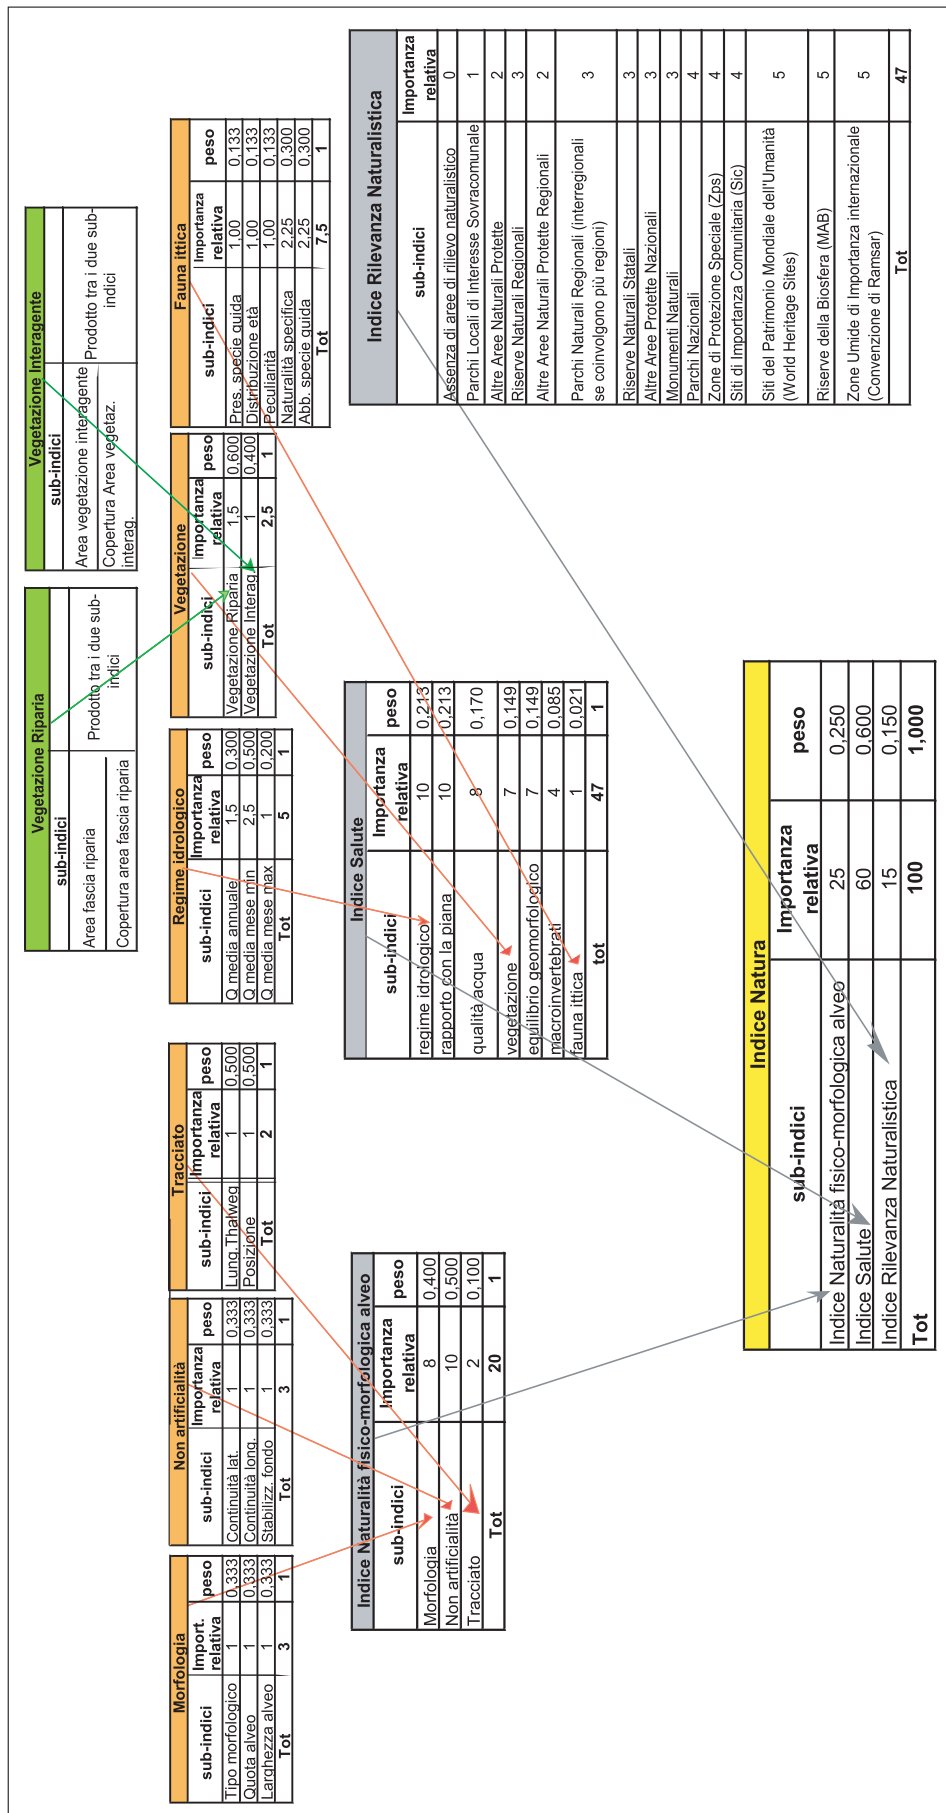 Vegetazione Riparia
sub-indici
Area fascia riparia
Copertura area fascia riparia
Prodotto tra i due sub-
indici
Vegetazione Interagente
sub-indici
Area vegetazione interagente
Copertura Area vegetaz.
interag.
Prodotto tra i due sub-
indici
Morfologia
sub-indici Import. relativa peso
Tipo morfologico 1 0,333
Quota alveo 1 0,333
Larghezza alveo 1 0,333
Tot 3 1
Non artificialità
sub-indici Importanza relativa peso
Continuità lat. 1 0,333
Continuità long. 1 0,333
Stabilizz. fondo 1 0,333
Tot 3 1
Tracciato
sub-indici Importanza relativa peso
Lung.Thalweg 1 0,500
Posizione 1 0,500
Tot 2 1
Regime idrologico
sub-indici Importanza relativa peso
Q media annuale 1,5 0,300
Q media mese min 2,5 0,500
Q media mese max 1 0,200
Tot 5 1
Vegetazione
sub-indici Importanza relativa peso
Vegetazione Riparia 1,5 0,600
Vegetazione Interag 1 0,400
Tot 2,5 1
Fauna ittica
sub-indici Importanza relativa peso
Pres. specie guida 1,00 0,133
Distribuzione età 1,00 0,133
Peculiarità 1,00 0,133
Naturalità specifica 2,25 0,300
Abb. specie guida 2,25 0,300
Tot 7,5 1
Indice Naturalità fisico-morfologica alveo
sub-indici Importanza relativa peso
Morfologia 8 0,400
Non artificialità 10 0,500
Tracciato 2 0,100
Tot 20 1
Indice Salute
sub-indici Importanza relativa peso
regime idrologico 10 0,213
rapporto con la piana 10 0,213
qualità acqua 8 0,170
vegetazione 7 0,149
equilibrio geomorfologico 7 0,149
macroinvertebrati 4 0,085
fauna ittica 1 0,021
tot 47 1
Indice Rilevanza Naturalistica
sub-indici Importanza relativa
Assenza di aree di rilievo naturalistico 0
Parchi Locali di Interesse Sovracomunale 1
Altre Aree Naturali Protette 2
Riserve Naturali Regionali 3
Altre Aree Naturali Protette Regionali 2
Parchi Naturali Regionali (interregionali
se coinvolgono più regioni) 3
Riserve Naturali Statali 3
Altre Aree Protette Nazionali 3
Monumenti Naturali 3
Parchi Nazionali 4
Zone di Protezione Speciale (Zps) 4
Siti di Importanza Comunitaria (Sic) 4
Siti del Patrimonio Mondiale dell'Umanità
(World Heritage Sites) 5
Riserve della Biosfera (MAB) 5
Zone Umide di Importanza internazionale
(Convenzione di Ramsar) 5
Tot 47
Indice Natura
sub-indici Importanza relativa peso
Indice Naturalità fisico-morfologica alveo 25 0,250
Indice Salute 60 0,600
Indice Rilevanza Naturalistica 15 0,150
Tot 100 1,000